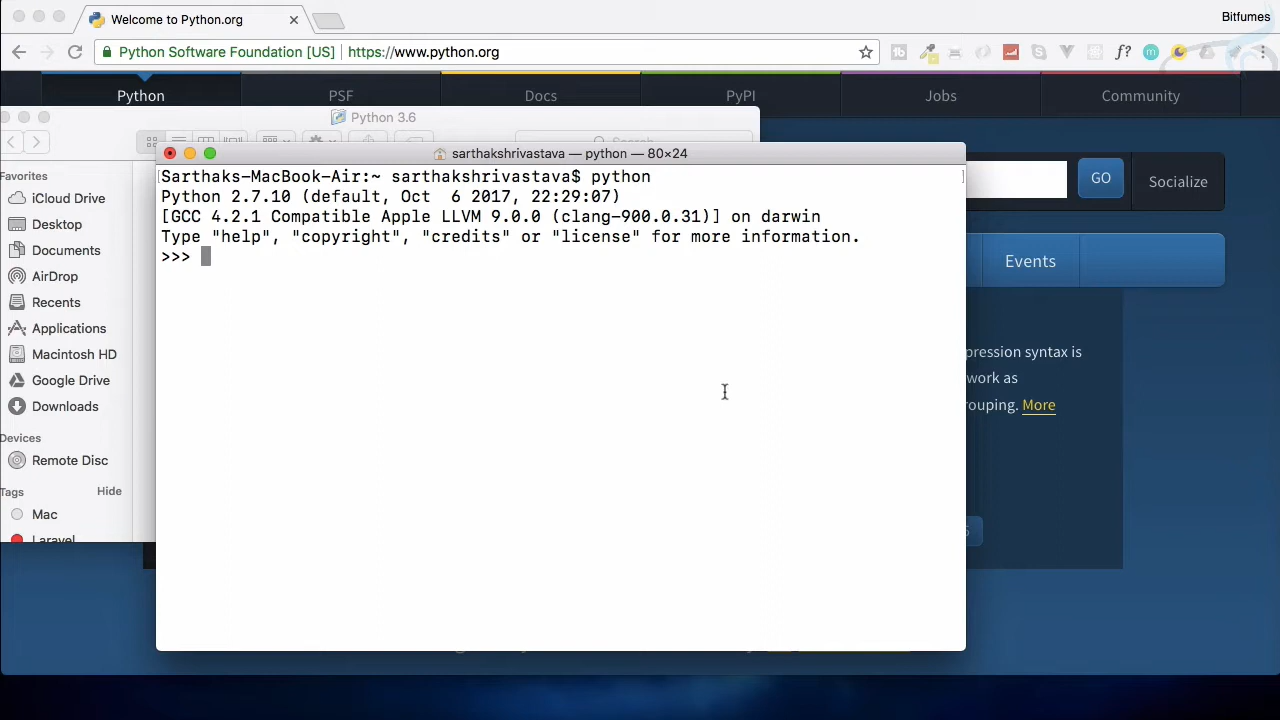 Welcome to Python.org
Bitfumes
Python Software Foundation [US]
https://www.python.org
Python
PSF
Docs
PyPI
Jobs
Community
Python 3.6
Search
GO
Socialize
Events
Favorites
iCloud Drive
Desktop
Documents
AirDrop
Recents
Applications
Macintosh HD
Google Drive
Downloads
Devices
Remote Disc
Tags
Hide
Mac
Laravel
sarthakshrivastava — python — 80×24
Sarthaks-MacBook-Air:~ sarthakshrivastava$ python
Python 2.7.10 (default, Oct  6 2017, 22:29:07)
[GCC 4.2.1 Compatible Apple LLVM 9.0.0 (clang-900.0.31)] on darwin
Type "help", "copyright", "credits" or "license" for more information.
>>>
pression syntax is
work as
rouping. More